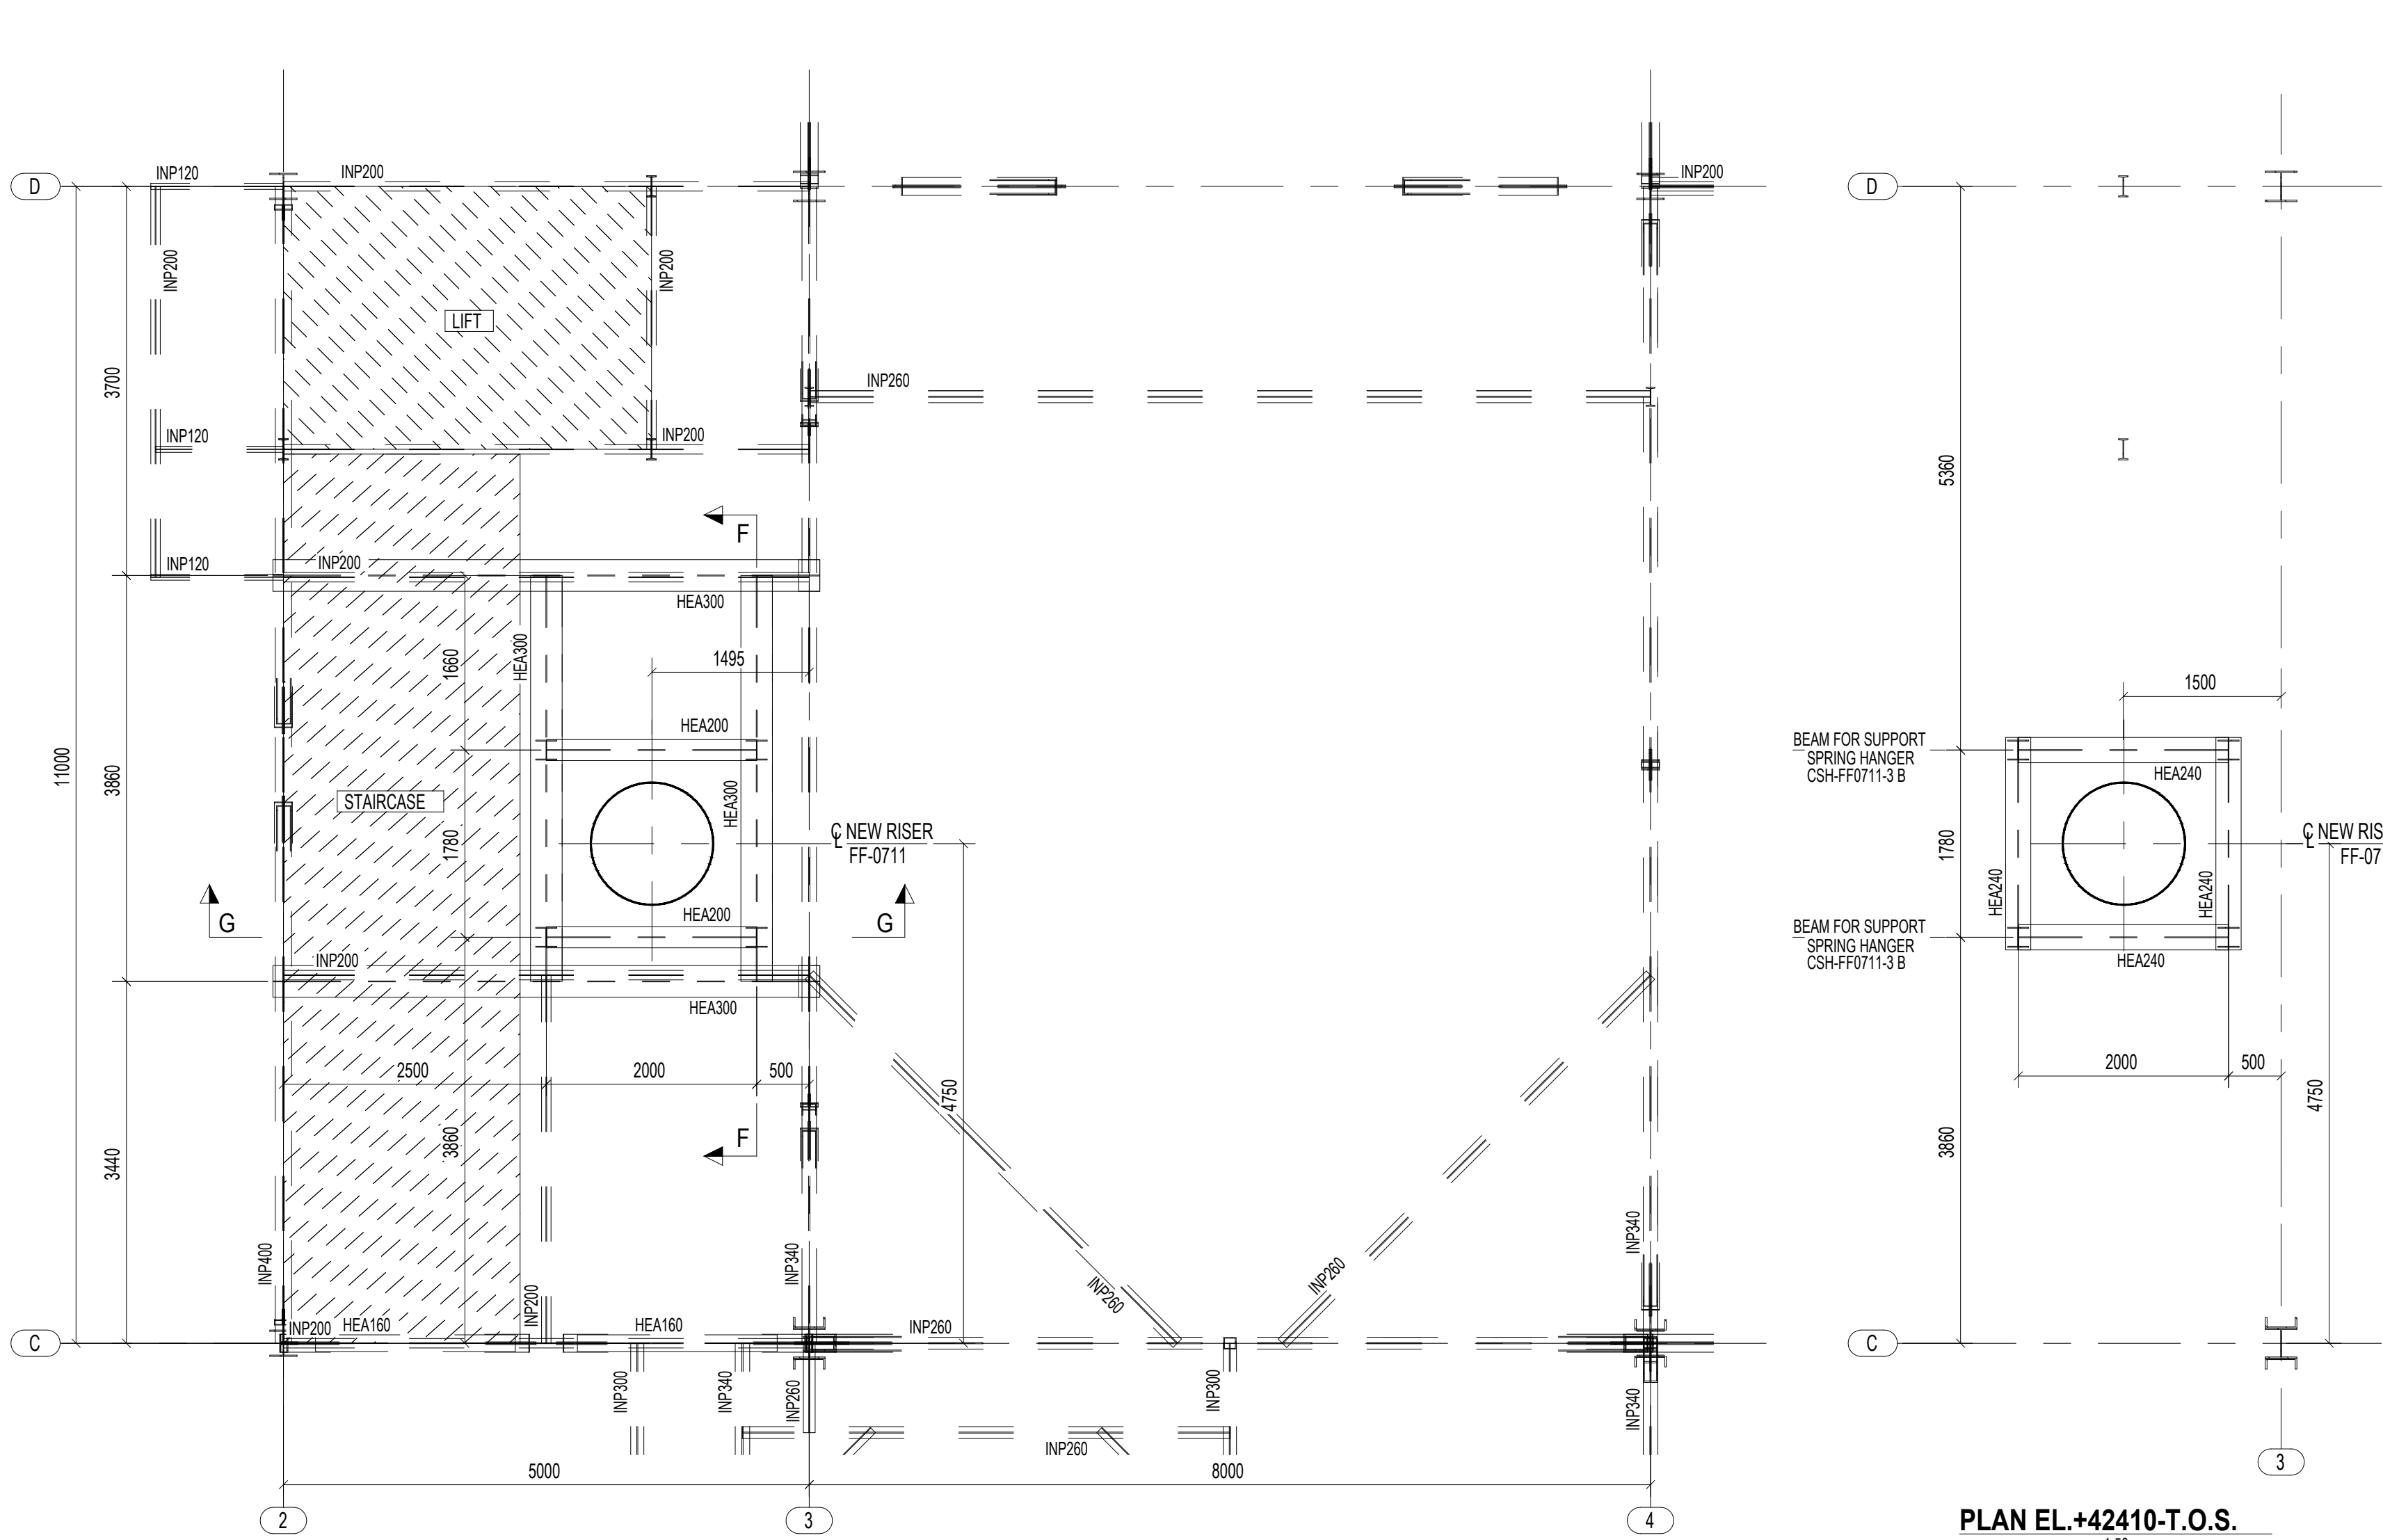 INP120
INP200
INP200
D
D
INP200
INP200
LIFT
3700
INP260
INP120
INP200
5360
F
INP120
INP200
HEA300
HEA300
1660
1495
1500
HEA200
BEAM FOR SUPPORT
SPRING HANGER
CSH-FF0711-3 B
HEA240
11000
3860
STAIRCASE
HEA300
1780
℄ NEW RISER
FF-0711
1780
℄ NEW RIS
FF-07
HEA240
HEA240
G
HEA200
G
BEAM FOR SUPPORT
SPRING HANGER
CSH-FF0711-3 B
HEA240
INP200
HEA300
2500
2000
500
4750
2000
500
4750
3440
3860
F
3860
INP400
INP200
INP340
INP260
INP260
INP340
C
INP200
HEA160
HEA160
INP260
C
INP300
INP340
INP260
INP300
INP340
INP260
5000
8000
3
2
3
4
PLAN EL.+42410-T.O.S.